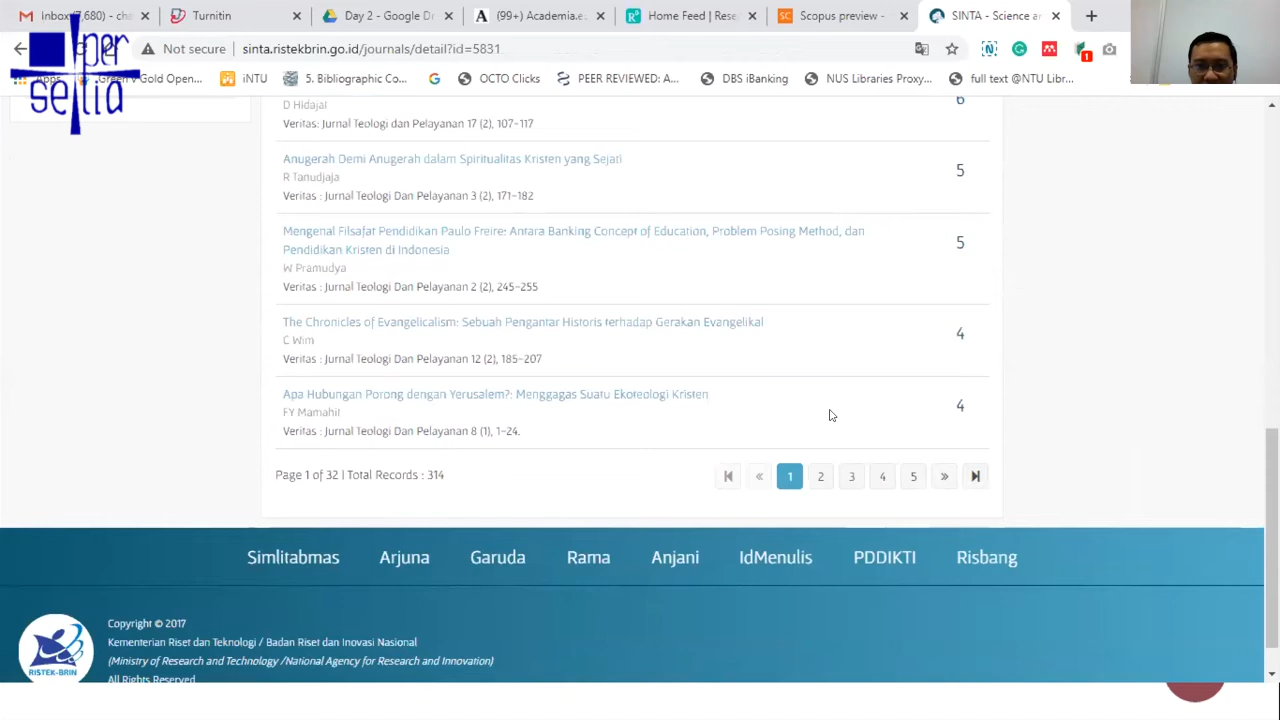 Inbox (7,680) - cha
Turnitin
Day 2 - Google Dr
(99+) Academia.e
Home Feed | Rese
Scopus preview -
SINTA - Science an
Not secure
sinta.ristekbrin.go.id/journals/detail?id=5831
Apps
Green v Gold Open...
iNTU
5. Bibliographic Co...
OCTO Clicks
PEER REVIEWED: A...
DBS iBanking
NUS Libraries Proxy...
full text @NTU Libr...
per
setia
D Hidajat
6
Veritas: Jurnal Teologi dan Pelayanan 17 (2), 107-117
Anugerah Demi Anugerah dalam Spiritualitas Kristen yang Sejati
5
R Tanudjaja
Veritas : Jurnal Teologi Dan Pelayanan 3 (2), 171-182
Mengenal Filsafat Pendidikan Paulo Freire: Antara Banking Concept of Education, Problem Posing Method, dan
Pendidikan Kristen di Indonesia
5
W Pramudya
Veritas : Jurnal Teologi Dan Pelayanan 2 (2), 245-255
The Chronicles of Evangelicalism: Sebuah Pengantar Historis terhadap Gerakan Evangelikal
4
C Wim
Veritas : Jurnal Teologi Dan Pelayanan 12 (2), 185-207
Apa Hubungan Porong dengan Yerusalem?: Menggagas Suatu Ekoteologi Kristen
4
FY Mamahit
Veritas : Jurnal Teologi Dan Pelayanan 8 (1), 1-24.
Page 1 of 32 | Total Records : 314
1 2 3 4 5
Simlitabmas Arjuna Garuda Rama Anjani IdMenulis PDDIKTI Risbang
Copyright © 2017
Kementerian Riset dan Teknologi / Badan Riset dan Inovasi Nasional
(Ministry of Research and Technology /National Agency for Research and Innovation)
All Rights Reserved
RISTEK-BRIN